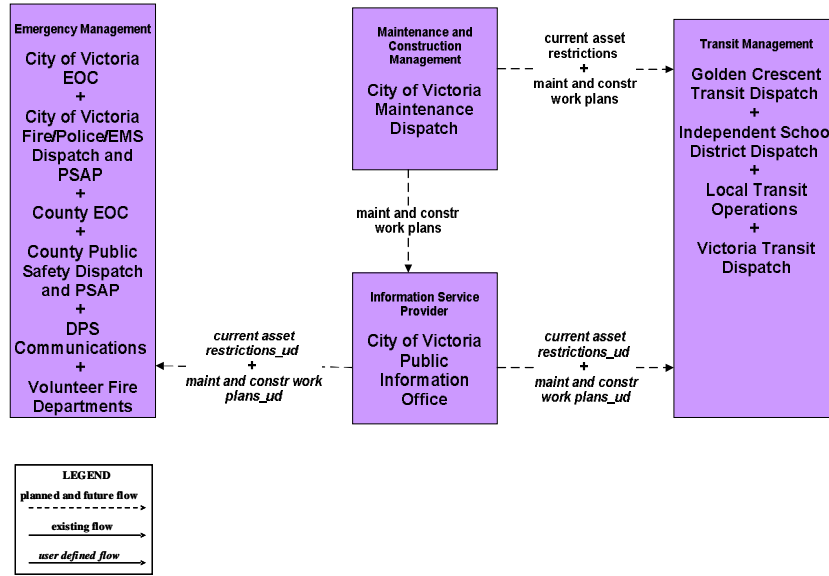 Emergency Management
City of Victoria
EOC
+
City of Victoria
Fire/Police/EMS
Dispatch and
PSAP
+
County EOC
+
County Public
Safety Dispatch
and PSAP
+
DPS
Communications
+
Volunteer Fire
Departments
Maintenance and
Construction
Management
City of Victoria
Maintenance
Dispatch
current asset
restrictions
+
maint and constr
work plans
Transit Management
Golden Crescent
Transit Dispatch
+
Independent School
District Dispatch
+
Local Transit
Operations
+
Victoria Transit
Dispatch
maint and constr
work plans
Information Service
Provider
City of Victoria
Public
Information
Office
current asset
restrictions_ud
+
maint and constr work
plans_ud
current asset
restrictions_ud
+
maint and constr
work plans_ud
LEGEND
planned and future flow
existing flow
user defined flow